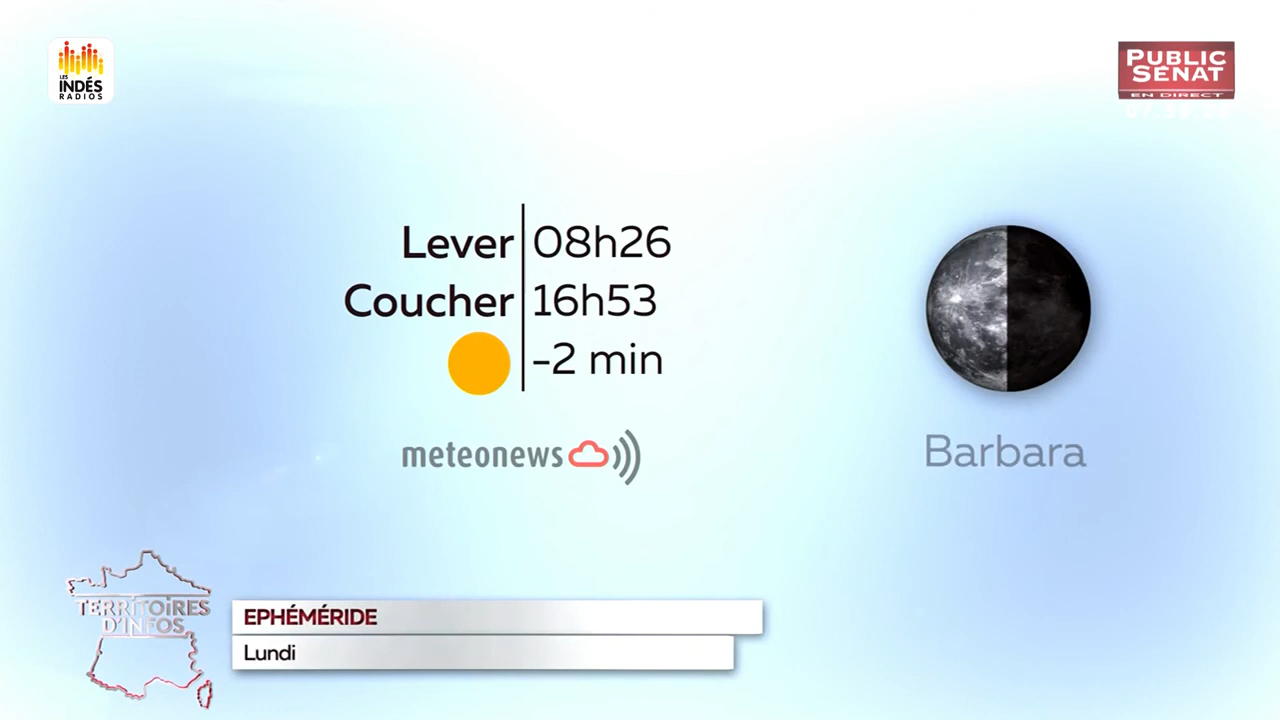 LES
INDÉS
RADIOS
PUBLIC
SÉNAT
EN DIRECT
Lever 08h26
Coucher 16h53
-2 min
meteonews
Barbara
TERRITOIRES
D'INFOS
EPHÉMÉRIDE
Lundi